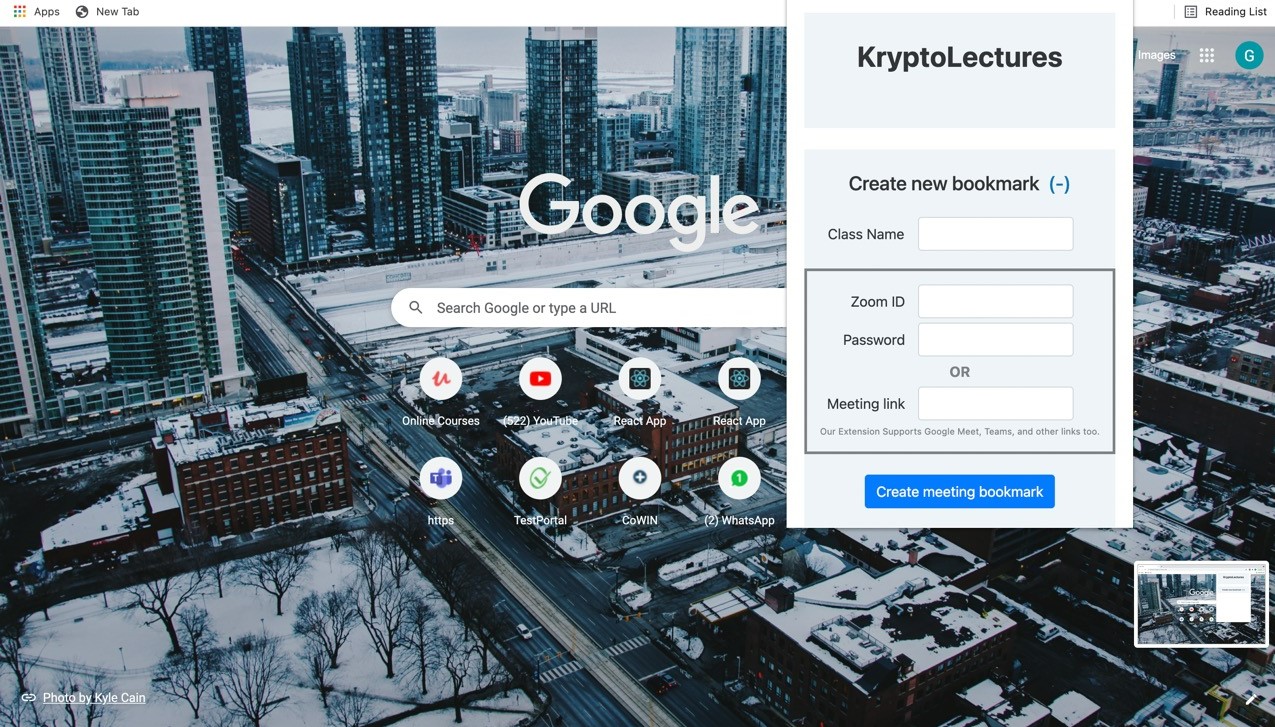 Apps New Tab
Reading List
KryptoLectures
Images
G
Create new bookmark (-)
Class Name
Google
Zoom ID
Search Google or type a URL
Password
OR
Meeting link
Our Extension Supports Google Meet, Teams, and other links too.
Online Courses (522) YouTube React App React App
Create meeting bookmark
https TestPortal CoWIN (2) WhatsApp
Photo by Kyle Cain